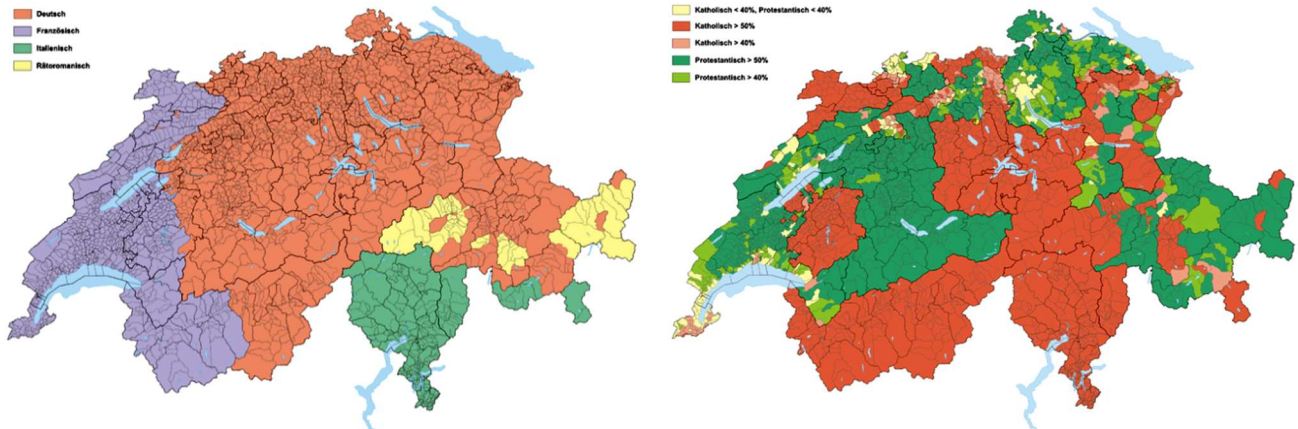 Deutsch
Französisch
Italienisch
Rätoromanisch
Katholisch < 40%, Protestantisch < 40%
Katholisch > 50%
Katholisch > 40%
Protestantisch > 50%
Protestantisch > 40%